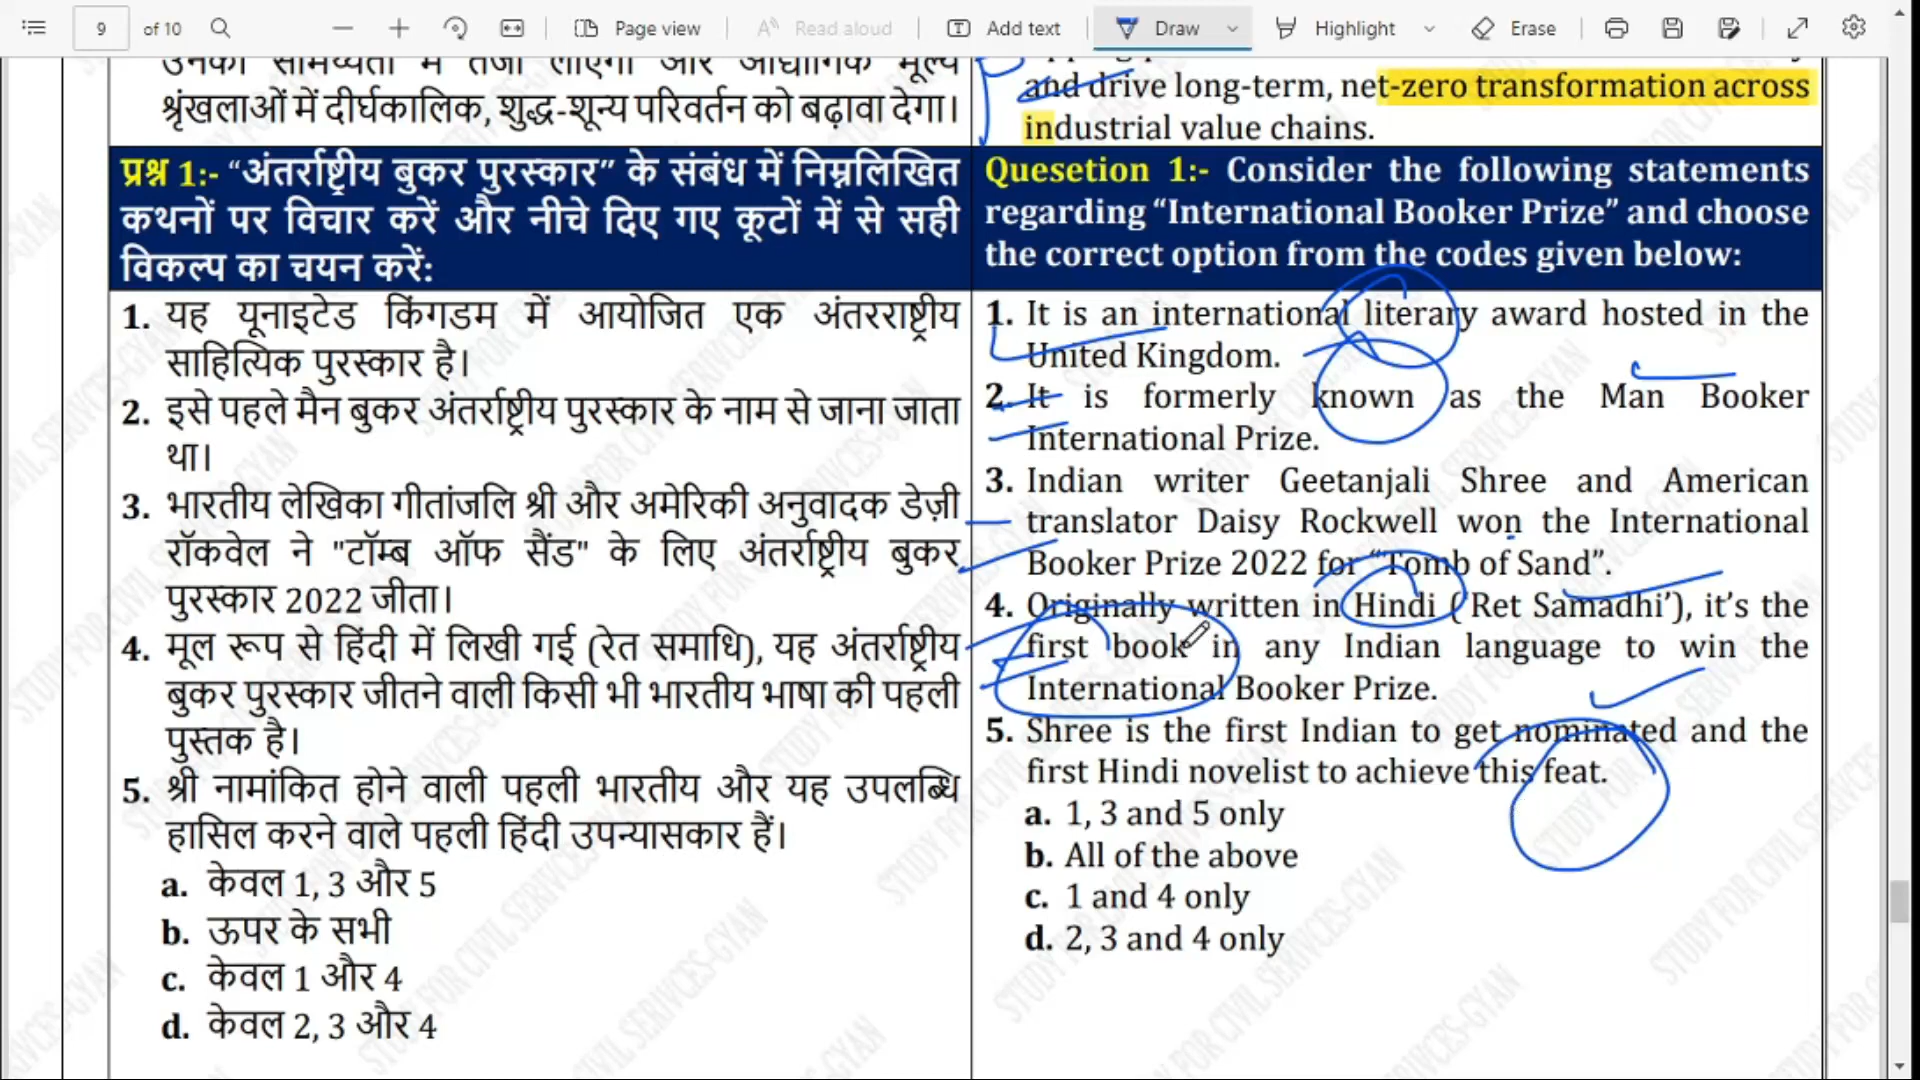 9 of 10 Page view Read aloud Add text Draw Highlight Erase
श्रृंखलाओं में दीर्घकालिक, शुद्ध-शून्य परिवर्तन को बढ़ावा देगा।
and drive long-term, net-zero transformation across
industrial value chains.
प्रश्न 1:- “अंतर्राष्ट्रीय बुकर पुरस्कार” के संबंध में निम्नलिखित
कथनों पर विचार करें और नीचे दिए गए कूटों में से सही
विकल्प का चयन करें:
Quesetion 1:- Consider the following statements
regarding “International Booker Prize” and choose
the correct option from the codes given below:
1. यह यूनाइटेड किंगडम में आयोजित एक अंतरराष्ट्रीय
साहित्यिक पुरस्कार है।
2. इसे पहले मैन बुकर अंतर्राष्ट्रीय पुरस्कार के नाम से जाना जाता
था।
3. भारतीय लेखिका गीतांजलि श्री और अमेरिकी अनुवादक डेज़ी
रॉकवेल ने "टॉम्ब ऑफ सैंड" के लिए अंतर्राष्ट्रीय बुकर
पुरस्कार 2022 जीता।
4. मूल रूप से हिंदी में लिखी गई (रेत समाधि), यह अंतर्राष्ट्रीय
बुकर पुरस्कार जीतने वाली किसी भी भारतीय भाषा की पहली
पुस्तक है।
5. श्री नामांकित होने वाली पहली भारतीय और यह उपलब्धि
हासिल करने वाले पहली हिंदी उपन्यासकार हैं।
a. केवल 1, 3 और 5
b. ऊपर के सभी
c. केवल 1 और 4
d. केवल 2, 3 और 4
1. It is an international literary award hosted in the
United Kingdom.
2. It is formerly known as the Man Booker
International Prize.
3. Indian writer Geetanjali Shree and American
translator Daisy Rockwell won the International
Booker Prize 2022 for “Tomb of Sand”.
4. Originally written in Hindi (‘Ret Samadhi’), it’s the
first book in any Indian language to win the
International Booker Prize.
5. Shree is the first Indian to get nominated and the
first Hindi novelist to achieve this feat.
a. 1, 3 and 5 only
b. All of the above
c. 1 and 4 only
d. 2, 3 and 4 only
STUDY FOR CIVIL SERIVCES-GYAN